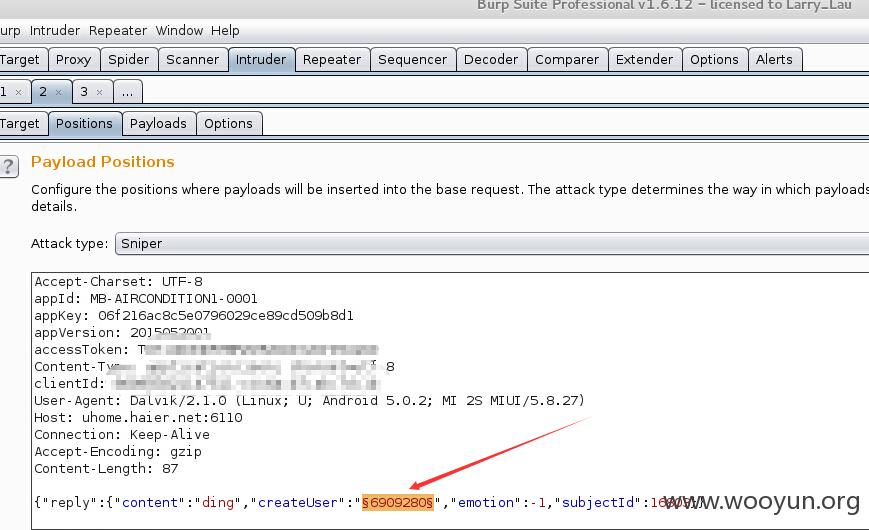 Burp Suite Professional v1.6.12 – licensed to Larry_Lau
urp Intruder Repeater Window Help
Target Proxy Spider Scanner Intruder Repeater Sequencer Decoder Comparer Extender Options Alerts
1 × 2 × 3 × ...
Target Positions Payloads Options
? Payload Positions
Configure the positions where payloads will be inserted into the base request. The attack type determines the way in which payloads
details.
Attack type: Sniper
Accept-Charset: UTF-8
appId: MB-AIRCONDITION1-0001
appKey: 06f216ac8c5e0796029ce89cd509b8d1
appVersion: 2015052001
accessToken: T
Content-Type: 8
clientId:
User-Agent: Dalvik/2.1.0 (Linux; U; Android 5.0.2; MI 2S MIUI/5.8.27)
Host: uhome.haier.net:6110
Connection: Keep-Alive
Accept-Encoding: gzip
Content-Length: 87
{"reply":{"content":"ding","createUser":"§6909280§","emotion":-1,"subjectId":
www.wooyun.org